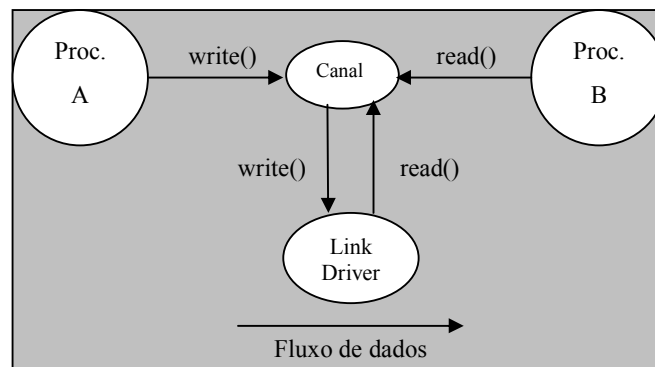 Proc.
A
write()
Canal
read()
Proc.
B
write()
read()
Link
Driver
Fluxo de dados